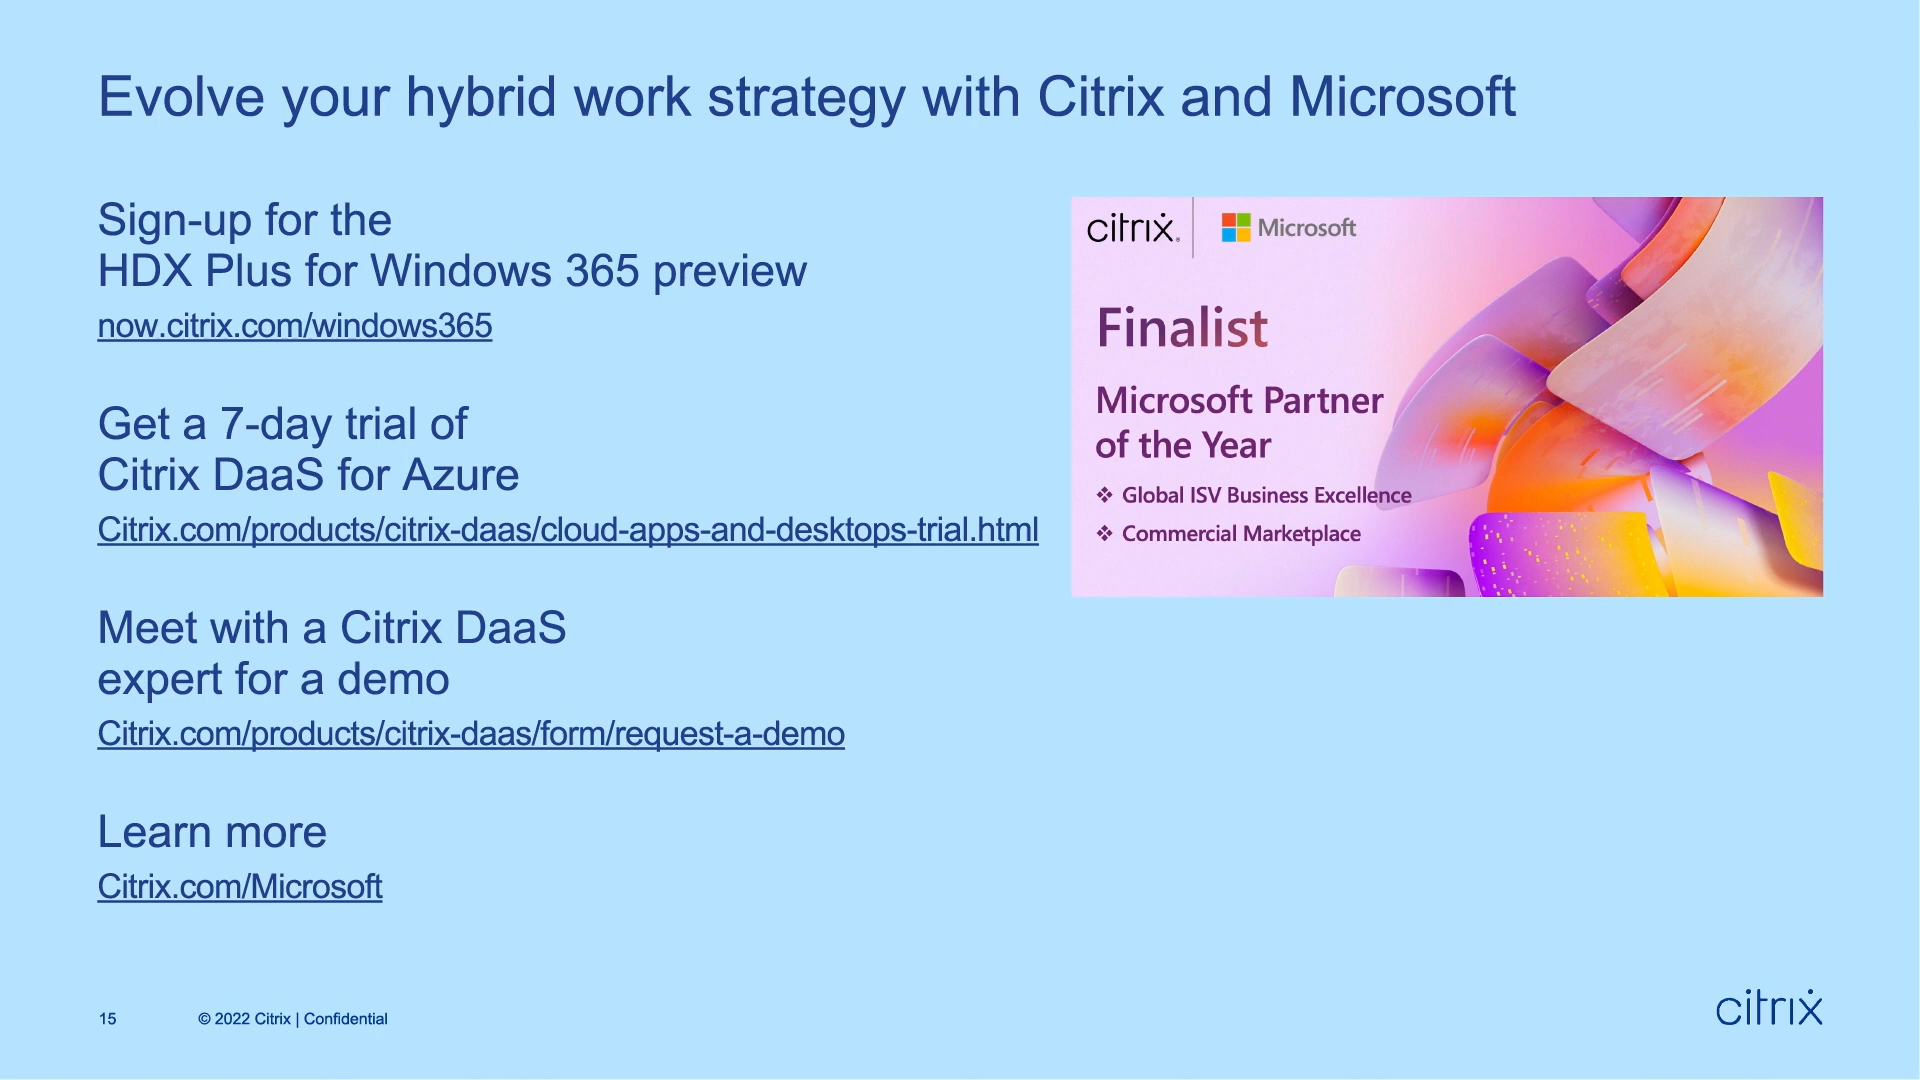 Evolve your hybrid work strategy with Citrix and Microsoft
Sign-up for the
HDX Plus for Windows 365 preview
now.citrix.com/windows365
Get a 7-day trial of
Citrix DaaS for Azure
Citrix.com/products/citrix-daas/cloud-apps-and-desktops-trial.html
Meet with a Citrix DaaS
expert for a demo
Citrix.com/products/citrix-daas/form/request-a-demo
Learn more
Citrix.com/Microsoft
citrix® Microsoft
Finalist
Microsoft Partner
of the Year
❖ Global ISV Business Excellence
❖ Commercial Marketplace
15 © 2022 Citrix | Confidential
citrix